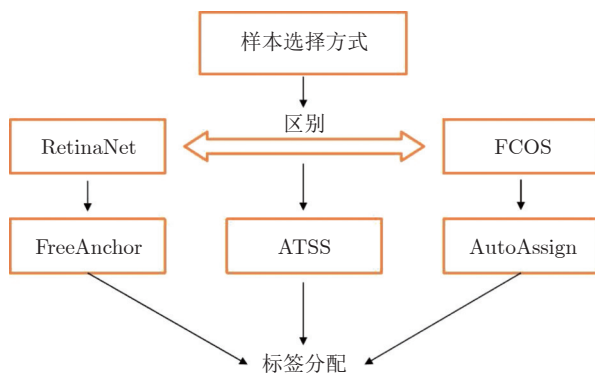 样本选择方式
区别
RetinaNet
FCOS
FreeAnchor
ATSS
AutoAssign
标签分配